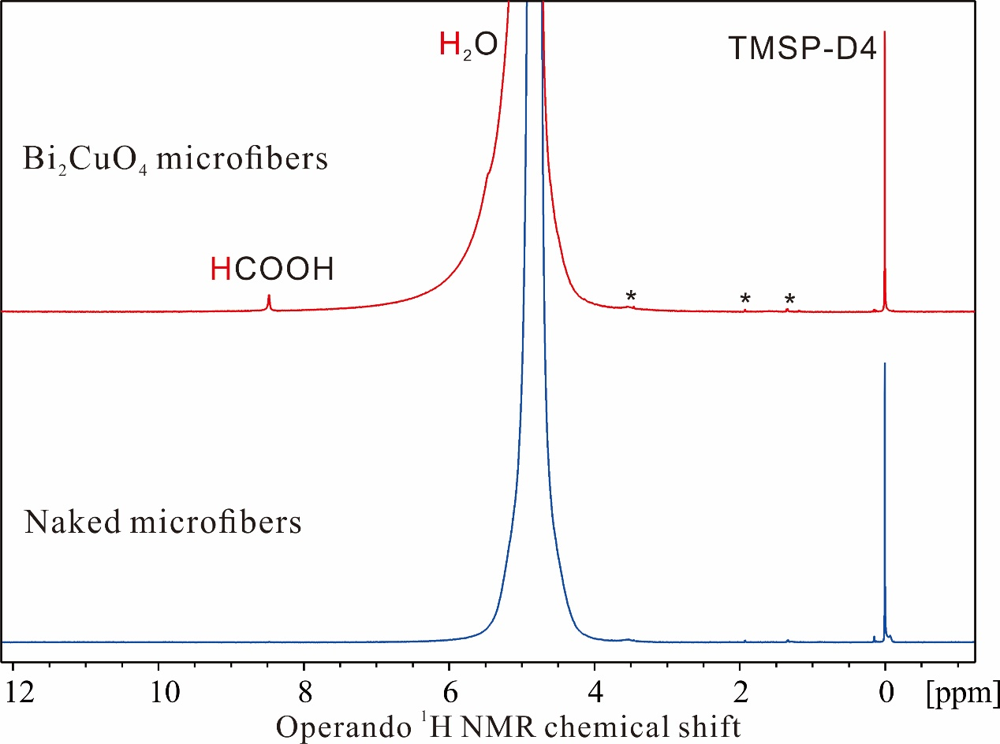 H₂O
TMSP-D4
Bi₂CuO₄ microfibers
HCOOH
* * *
Naked microfibers
12 10 8 6 4 2 0 [ppm]
Operando ¹H NMR chemical shift